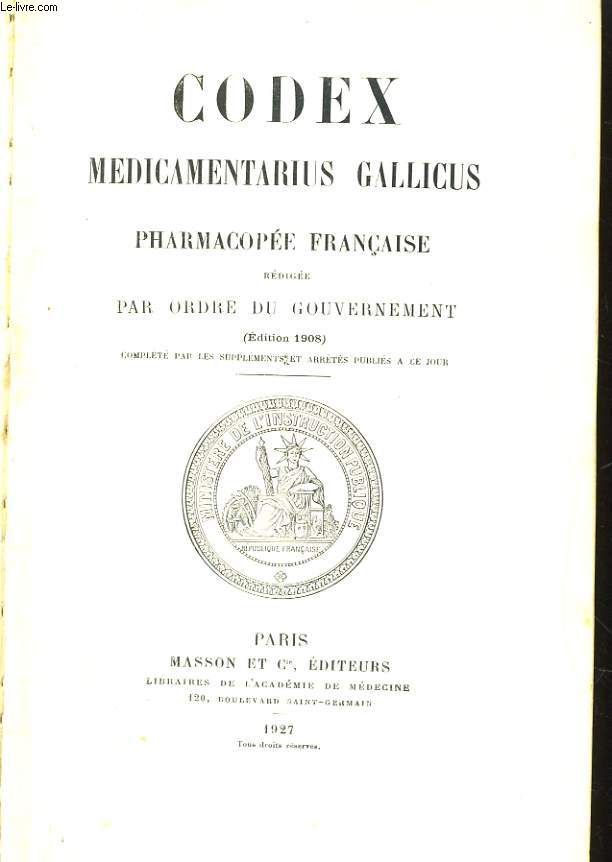 Le-livre.com
CODEX
MEDICAMENTARIUS GALLICUS
PHARMACOPÉE FRANÇAISE
RÉDIGÉE
PAR ORDRE DU GOUVERNEMENT
(Édition 1908)
COMPLÉTÉ PAR LES SUPPLÉMENTS ET ARRÊTÉS PUBLIÉS A CE JOUR
MINISTÈRE DE L'INSTRUCTION PUBLIQUE
REPUBLIQUE FRANÇAISE
PARIS
MASSON ET Cie, ÉDITEURS
LIBRAIRES DE L'ACADÉMIE DE MÉDECINE
120, BOULEVARD SAINT-GERMAIN
1927
Tous droits réservés.